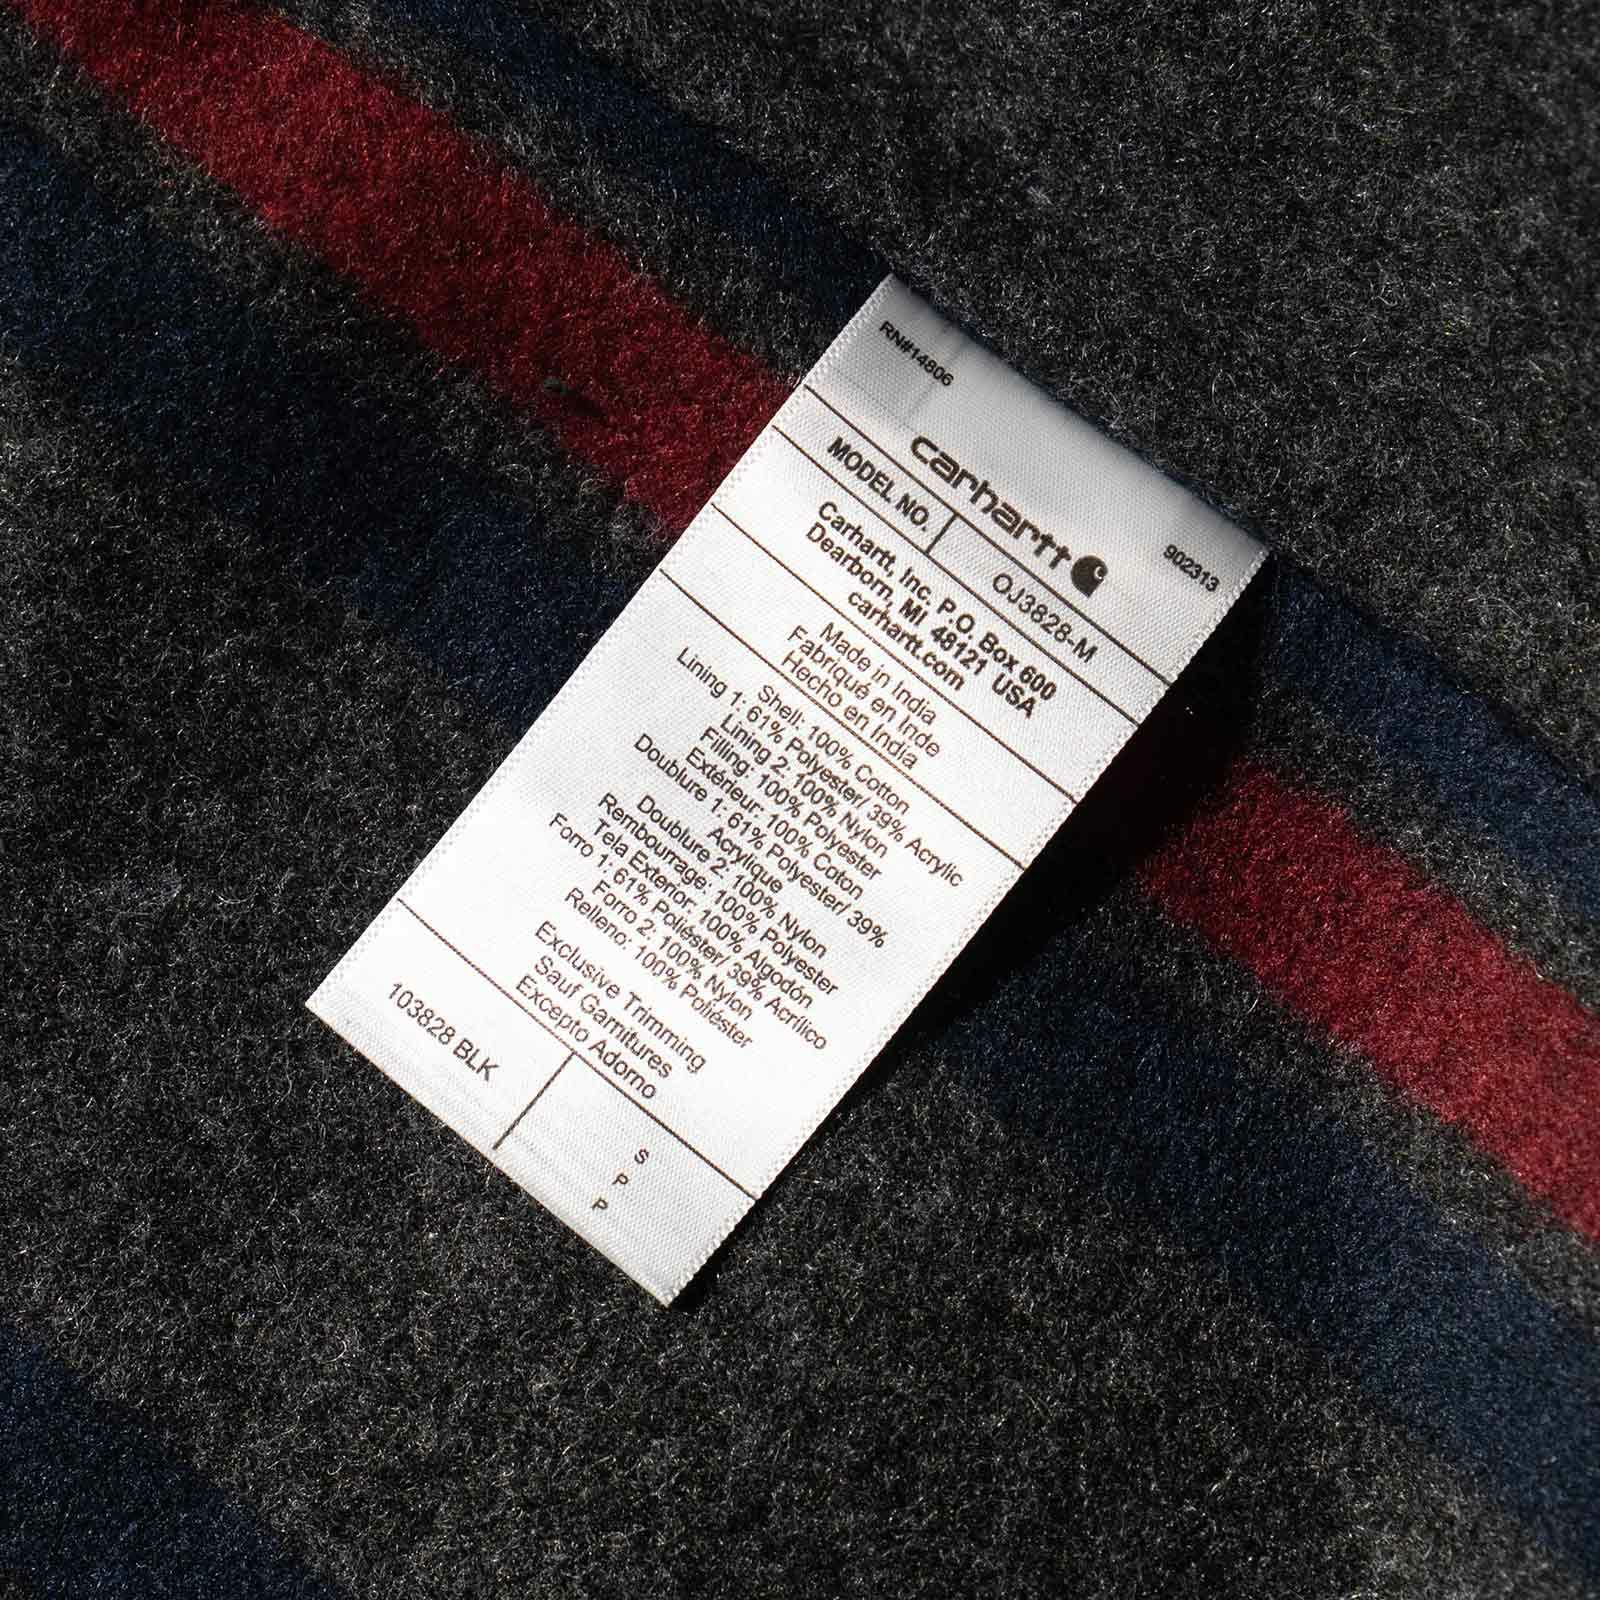 RN#14806
902313
carhartt
MODEL NO. OJ3828-M
Carhartt, Inc. P.O. Box 600
Dearborn, MI 48121 USA
carhartt.com
Made in India
Fabriqué en Inde
Hecho en India
Shell: 100% Cotton
Lining 1: 61% Polyester/ 39% Acrylic
Lining 2: 100% Nylon
Filling: 100% Polyester
Extérieur: 100% Coton
Doublure 1: 61% Polyester/ 39%
Acrylique
Doublure 2: 100% Nylon
Rembourrage: 100% Polyester
Tela Exterior: 100% Algodón
Forro 1: 61% Poliéster/ 39% Acrílico
Forro 2: 100% Nylon
Relleno: 100% Poliéster
Exclusive Trimming
Sauf Garnitures
Excepto Adorno
103828 BLK
S
P
P